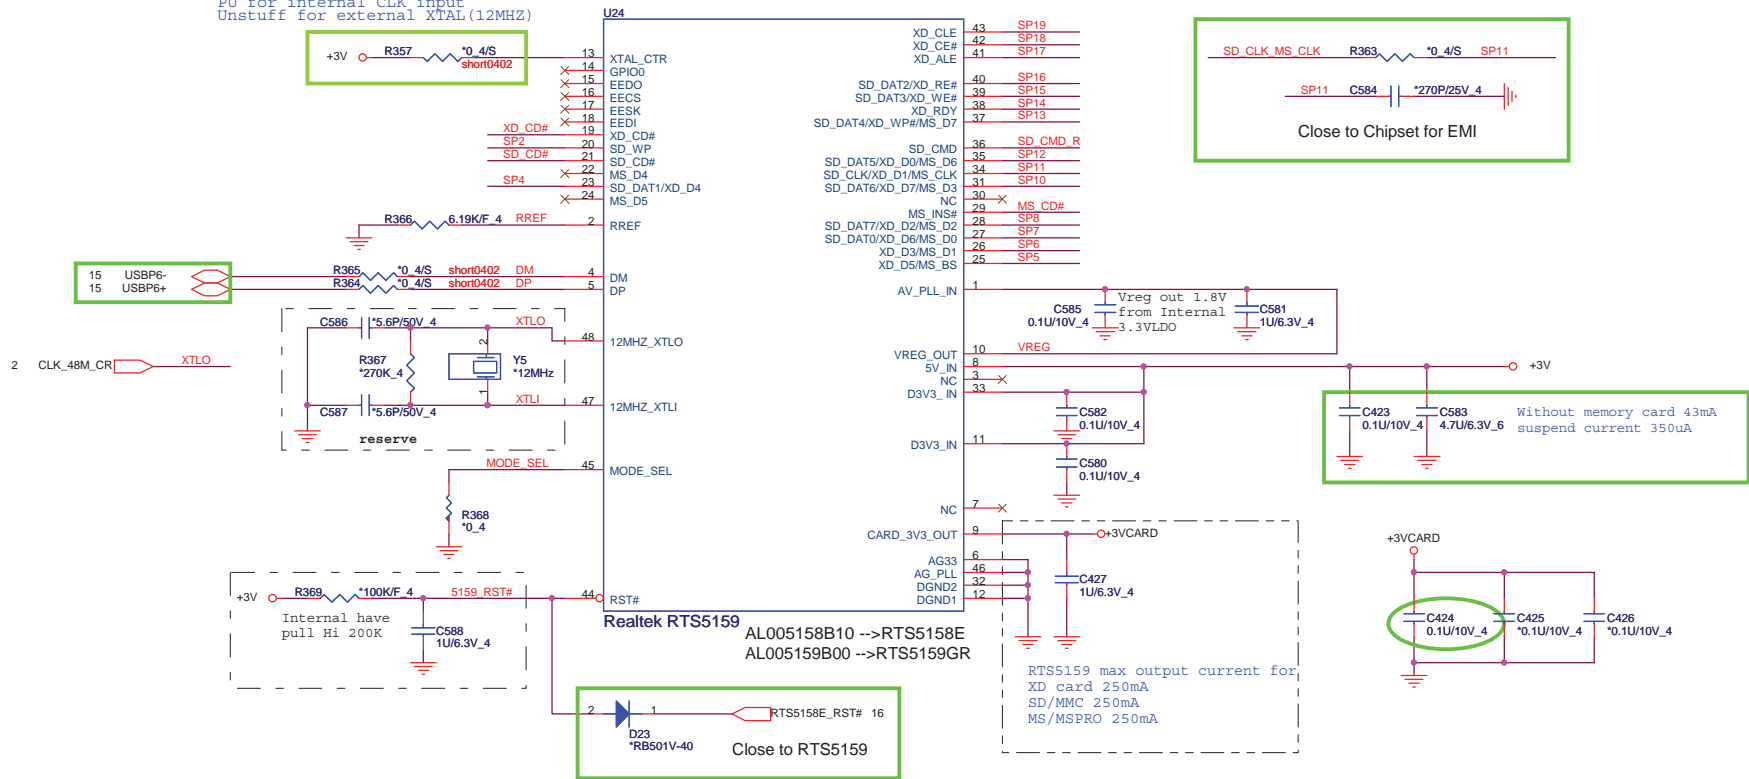 PU for internal CLK input
Unstuff for external XTAL(12MHZ)
+3V
R357
*0_4/S
short0402
U24
13
XTAL_CTR
14
GPIO0
15
EEDO
16
EECS
17
EESK
18
EEDI
XD_CD#
19
XD_CD#
SP2
20
SD_WP
SD_CD#
21
SD_CD#
22
MS_D4
SP4
23
SD_DAT1/XD_D4
24
MS_D5
R366
6.19K/F_4
RREF
2
RREF
15
USBP6-
R365
*0_4/S
short0402
DM
4
DM
15
USBP6+
R364
*0_4/S
short0402
DP
5
DP
C586
*5.6P/50V_4
XTLO
48
12MHZ_XTLO
R367
*270K_4
2
Y5
*12MHz
1
C587
*5.6P/50V_4
XTLI
47
12MHZ_XTLI
reserve
2
CLK_48M_CR
XTLO
MODE_SEL
45
MODE_SEL
R368
*0_4
+3V
R369
*100K/F_4
5159_RST#
44
RST#
Internal have
pull Hi 200K
C588
1U/6.3V_4
Realtek RTS5159
AL005158B10 -->RTS5158E
AL005159B00 -->RTS5159GR
2
1
D23
*RB501V-40
RTS5158E_RST#
16
Close to RTS5159
XD_CLE
43
SP19
XD_CE#
42
SP18
XD_ALE
41
SP17
SD_DAT2/XD_RE#
40
SP16
SD_DAT3/XD_WE#
39
SP15
XD_RDY
38
SP14
SD_DAT4/XD_WP#/MS_D7
37
SP13
SD_CMD
36
SD_CMD_R
SD_DAT5/XD_D0/MS_D6
35
SP12
SD_CLK/XD_D1/MS_CLK
34
SP11
SD_DAT6/XD_D7/MS_D3
31
SP10
NC
30
MS_INS#
29
MS_CD#
SD_DAT7/XD_D2/MS_D2
28
SP8
SD_DAT0/XD_D6/MS_D0
27
SP7
XD_D3/MS_D1
26
SP6
XD_D5/MS_BS
25
SP5
AV_PLL_IN
1
C585
0.1U/10V_4
Vreg out 1.8V
from Internal
3.3VLDO
C581
1U/6.3V_4
VREG_OUT
10
VREG
5V_IN
8
+3V
NC
3
D3V3_IN
33
C582
0.1U/10V_4
D3V3_IN
11
C580
0.1U/10V_4
NC
7
CARD_3V3_OUT
9
+3VCARD
AG33
6
AG_PLL
46
DGND2
32
DGND1
12
C427
1U/6.3V_4
RTS5159 max output current for
XD card 250mA
SD/MMC 250mA
MS/MSPRO 250mA
SD_CLK_MS_CLK
R363
*0_4/S
SP11
SP11
C584
*270P/25V_4
Close to Chipset for EMI
C423
0.1U/10V_4
C583
4.7U/6.3V_6
Without memory card 43mA
suspend current 350uA
+3VCARD
C424
0.1U/10V_4
C425
*0.1U/10V_4
C426
*0.1U/10V_4